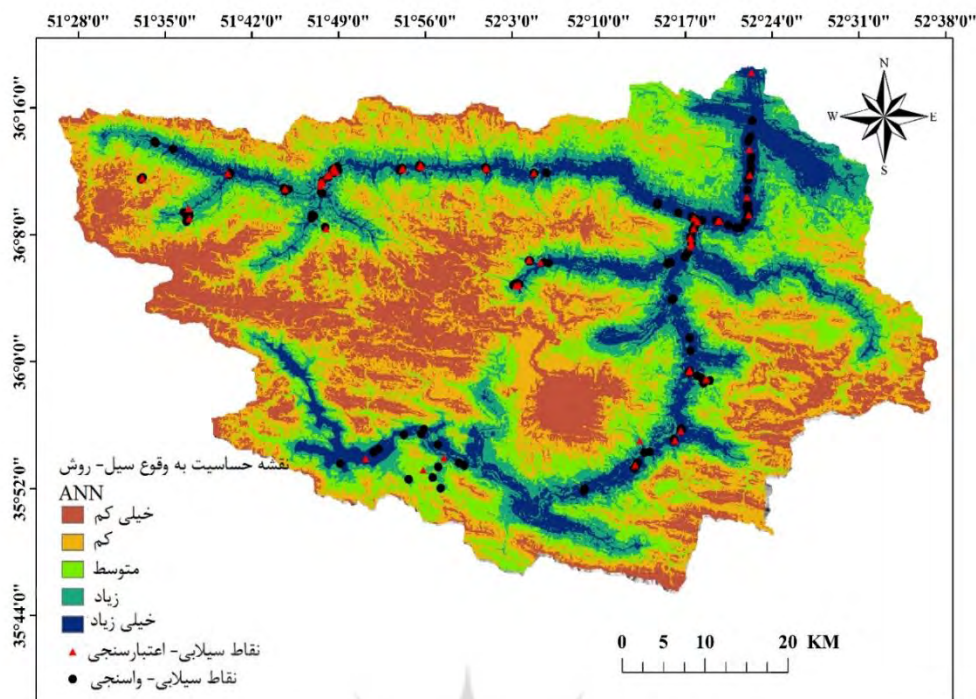 51°28'0" 51°35'0" 51°42'0" 51°49'0" 51°56'0" 52°3'0" 52°10'0" 52°17'0" 52°24'0" 52°31'0" 52°38'0"
36°16'0"
36°8'0"
36°0'0"
35°52'0"
35°44'0"
N
W E
S
نقشه حساسیت به وقوع سیل- روش
ANN
خیلی کم
کم
متوسط
زیاد
خیلی زیاد
نقاط سیلابی- اعتبارسنجی
نقاط سیلابی- واسنجی
0 5 10 20 KM